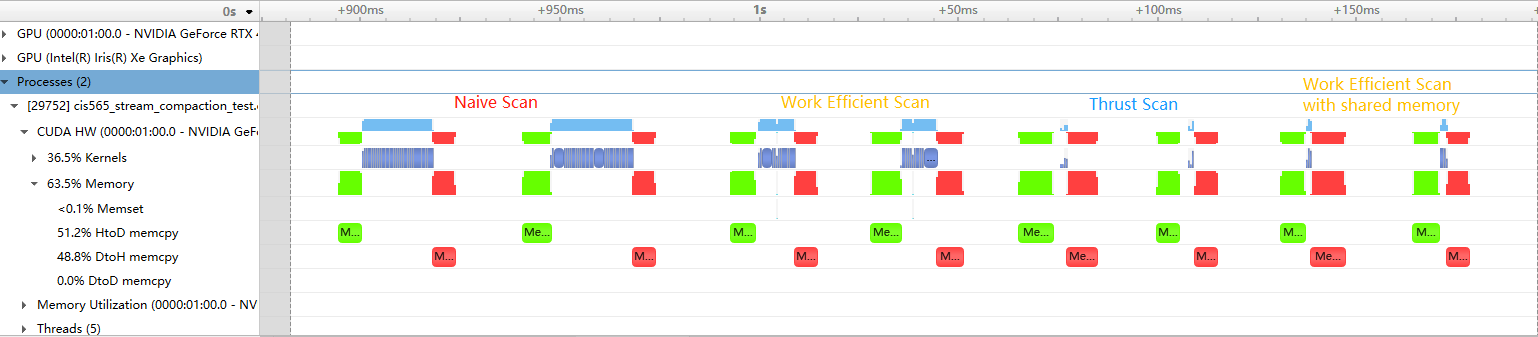 0s +900ms +950ms 1s +50ms +100ms +150ms
GPU (0000:01:00.0 - NVIDIA GeForce RTX
GPU (Intel(R) Iris(R) Xe Graphics)
Processes (2)
Work Efficient Scan
with shared memory
Naive Scan Work Efficient Scan Thrust Scan
[29752] cis565_stream_compaction_test.
CUDA HW (0000:01:00.0 - NVIDIA GeF
36.5% Kernels ...
63.5% Memory
<0.1% Memset
51.2% HtoD memcpy M... Me... M... Me... Me... M... M... M...
48.8% DtoH memcpy M... M... M... M... Me... M... Me... M...
0.0% DtoD memcpy
Memory Utilization (0000:01:00.0 - NV
Threads (5)